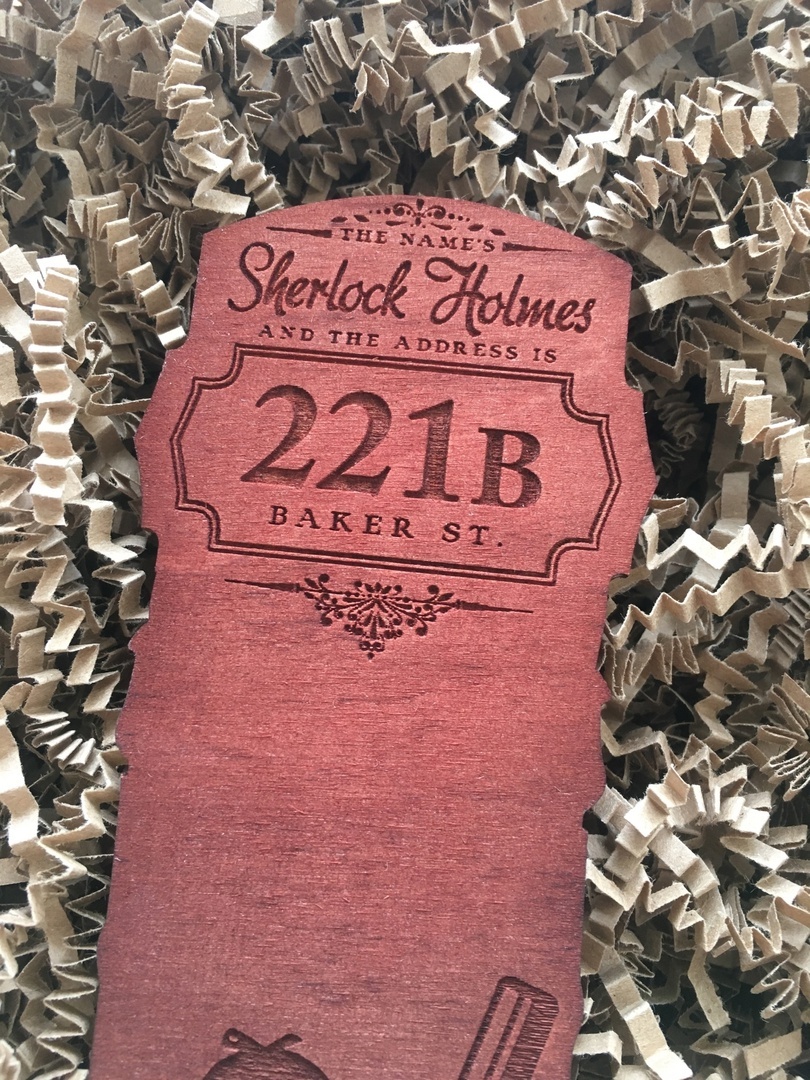 THE NAME'S
Sherlock Holmes
AND THE ADDRESS IS
221B
BAKER ST.